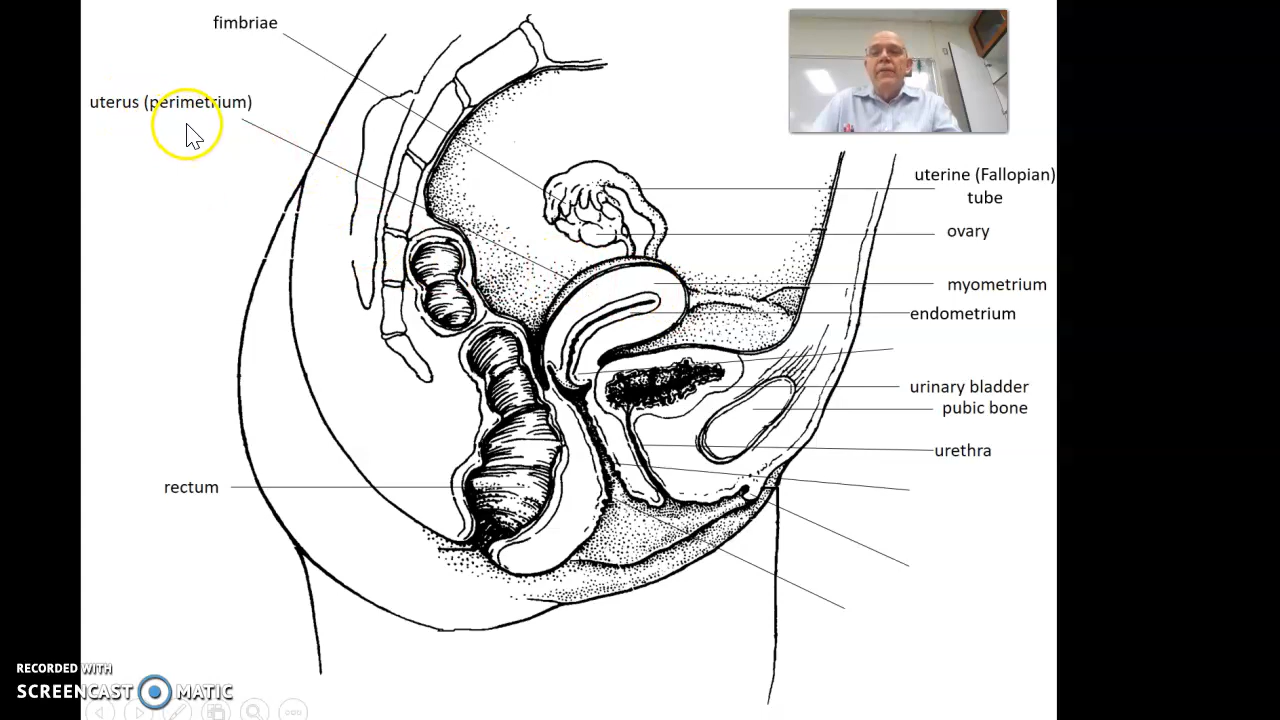 fimbriae
uterus (perimetrium)
uterine (Fallopian)
tube
ovary
myometrium
endometrium
urinary bladder
pubic bone
urethra
rectum
RECORDED WITH
SCREENCAST MATIC